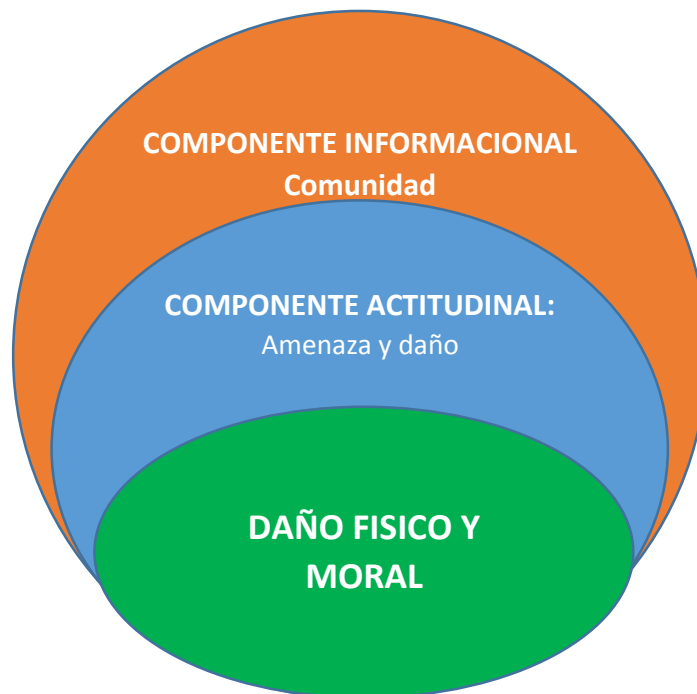 COMPONENTE INFORMACIONAL
Comunidad
COMPONENTE ACTITUDINAL:
Amenaza y daño
DAÑO FISICO Y
MORAL